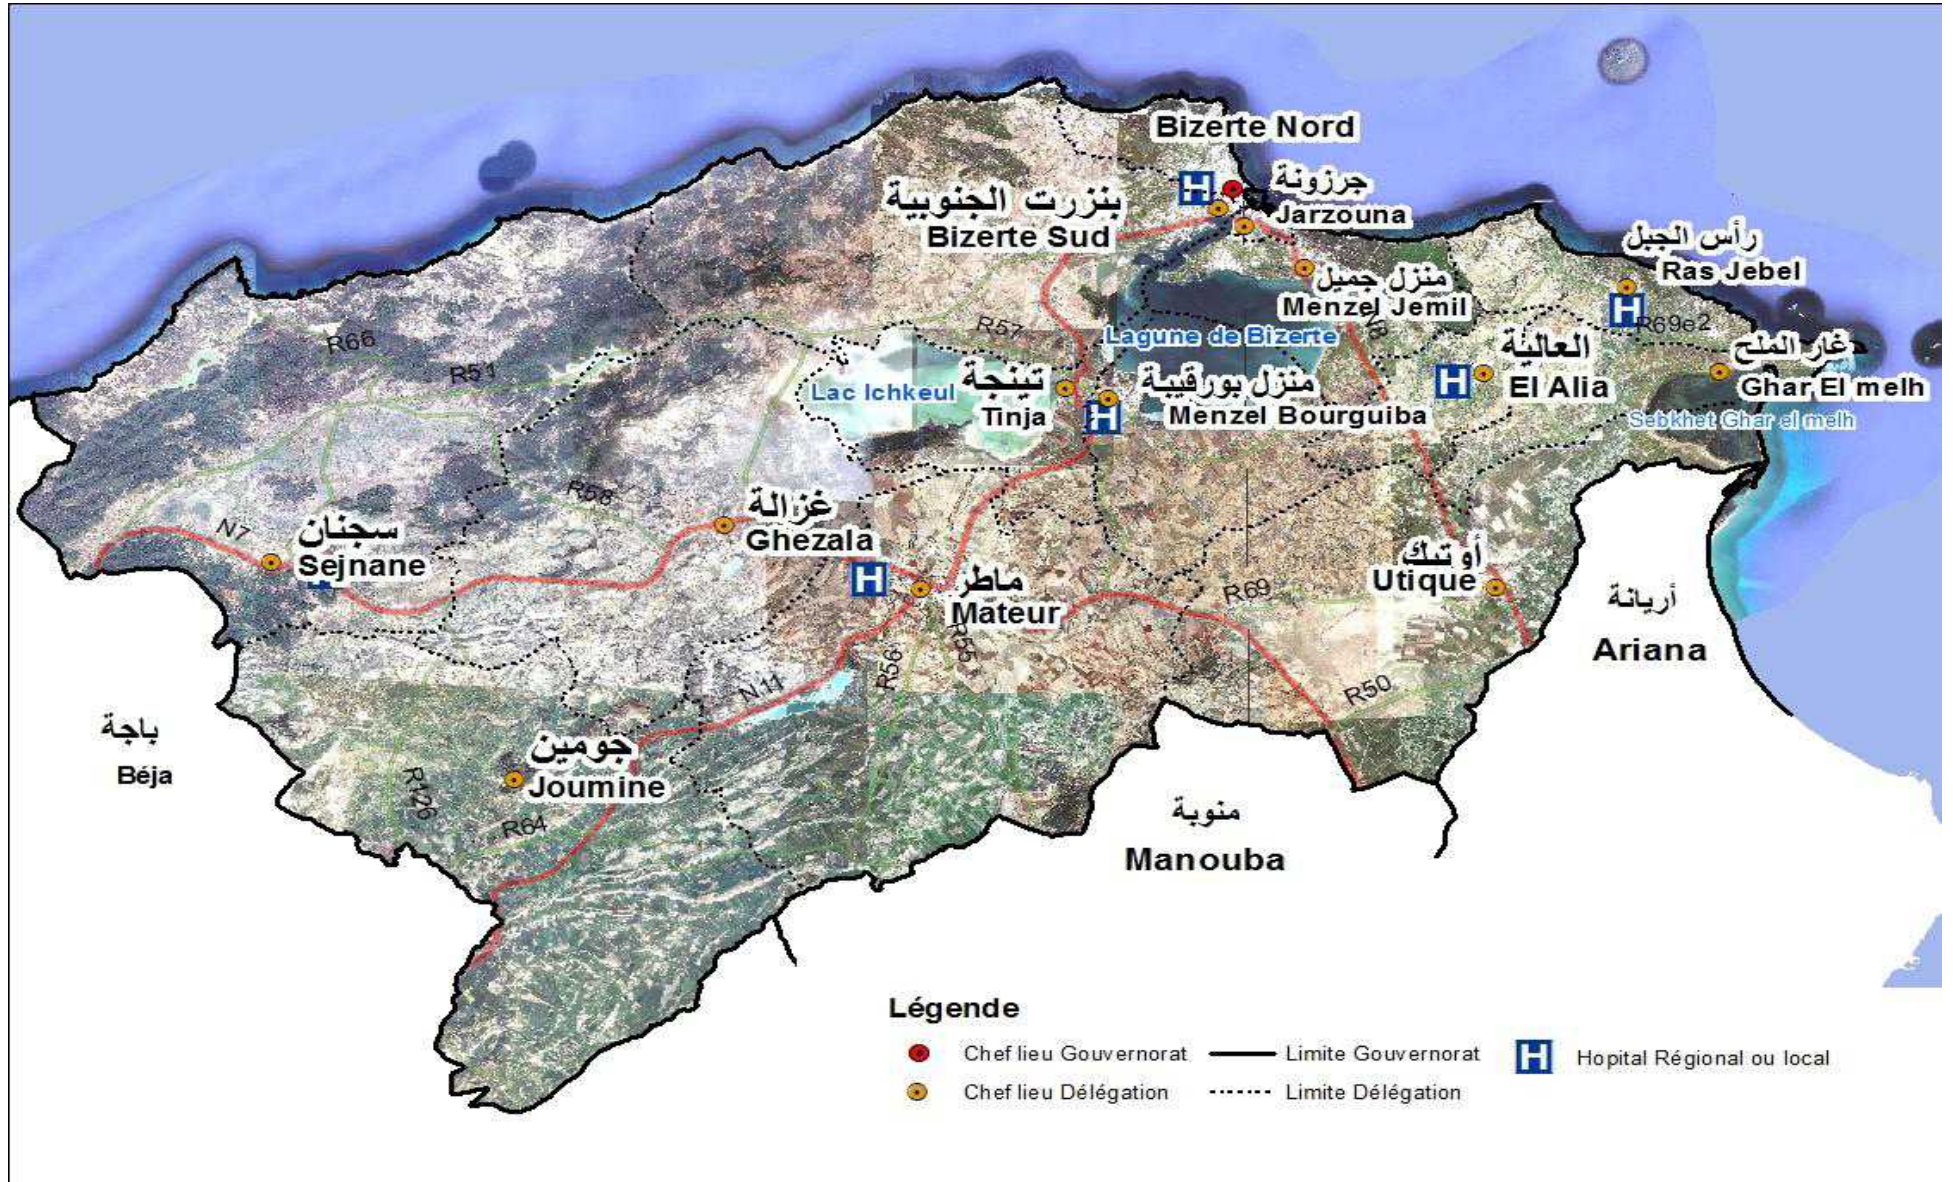 Bizerte Nord
جرزونة
Jarzouna
بنزرت الجنوبية
Bizerte Sud
رأس الجبل
Ras Jebel
منزل جميل
Menzel Jemil
R69e2
N8
R57
Lagune de Bizerte
R66
R51
العالية
El Alia
غار الملح
Ghar El melh
Sebkhet Ghar el melh
Lac Ichkeul
تينجة
Tinja
منزل بورقيبة
Menzel Bourguiba
R58
غزالة
Ghezala
N7
سجنان
Sejnane
H
ماطر
Mateur
أوتيك
Utique
R69
أريانة
Ariana
R55
R56
N11
R50
باجة
Béja
جومين
Joumine
R126
R64
منوبة
Manouba
Légende
Chef lieu Gouvernorat
Limite Gouvernorat
H
Hopital Régional ou local
Chef lieu Délégation
Limite Délégation